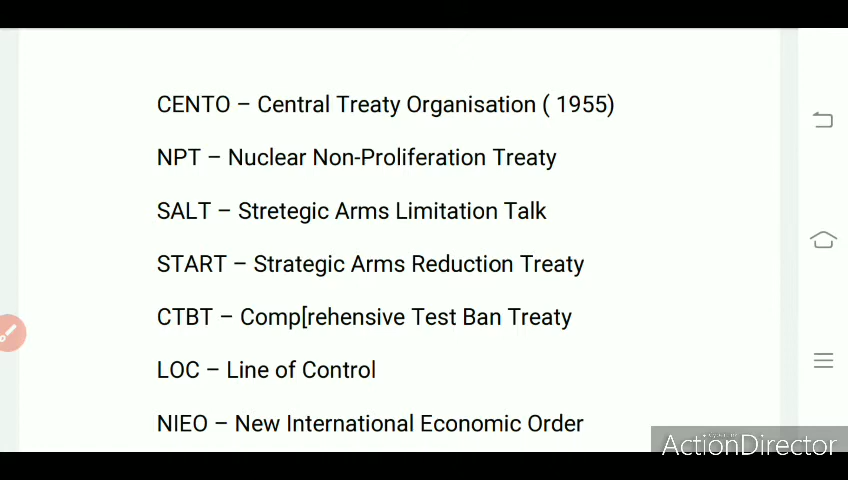 CENTO – Central Treaty Organisation ( 1955)
NPT – Nuclear Non-Proliferation Treaty
SALT – Stretegic Arms Limitation Talk
START – Strategic Arms Reduction Treaty
CTBT – Comp[rehensive Test Ban Treaty
LOC – Line of Control
NIEO – New International Economic Order
ActionDirector